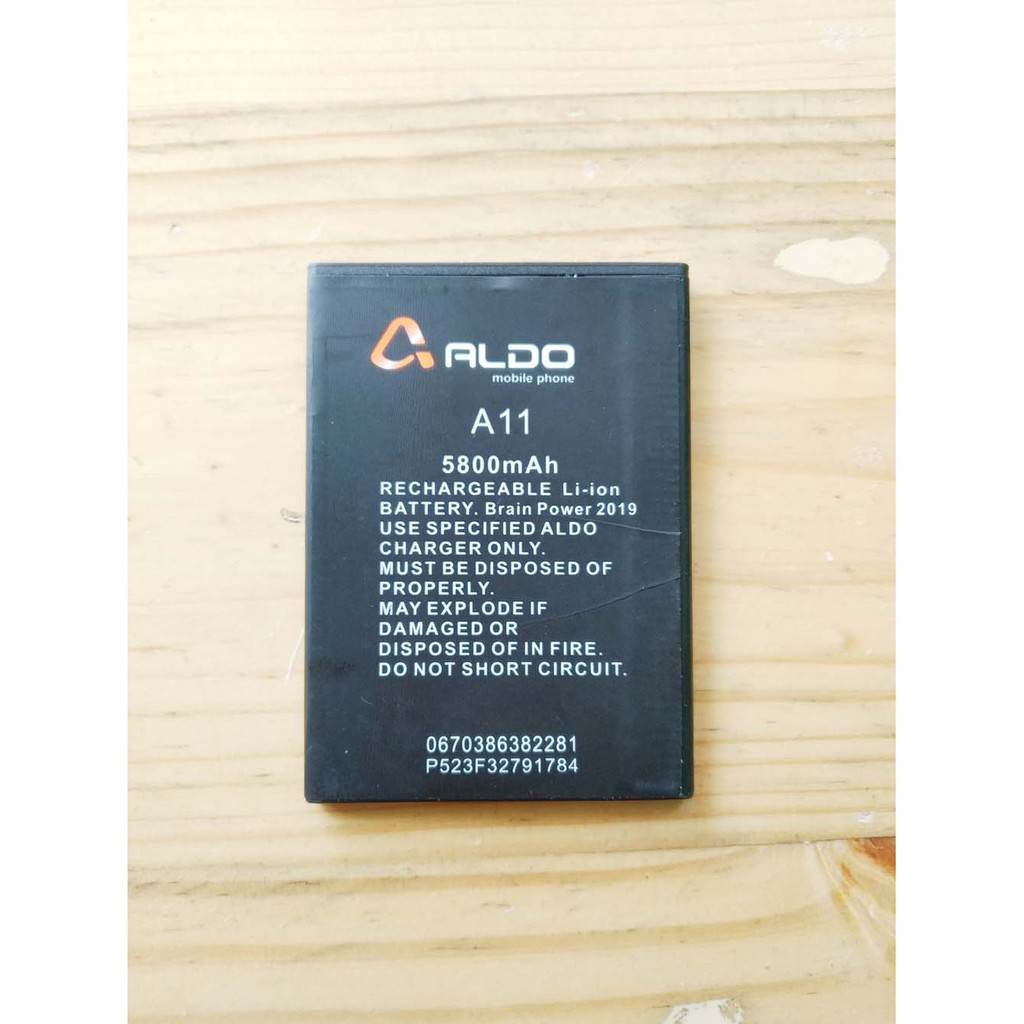 ALDO
mobile phone
A11
5800mAh
RECHARGEABLE Li-ion
BATTERY. Brain Power 2019
USE SPECIFIED ALDO
CHARGER ONLY.
MUST BE DISPOSED OF
PROPERLY.
MAY EXPLODE IF
DAMAGED OR
DISPOSED OF IN FIRE.
DO NOT SHORT CIRCUIT.
0670386382281
P523F32791784